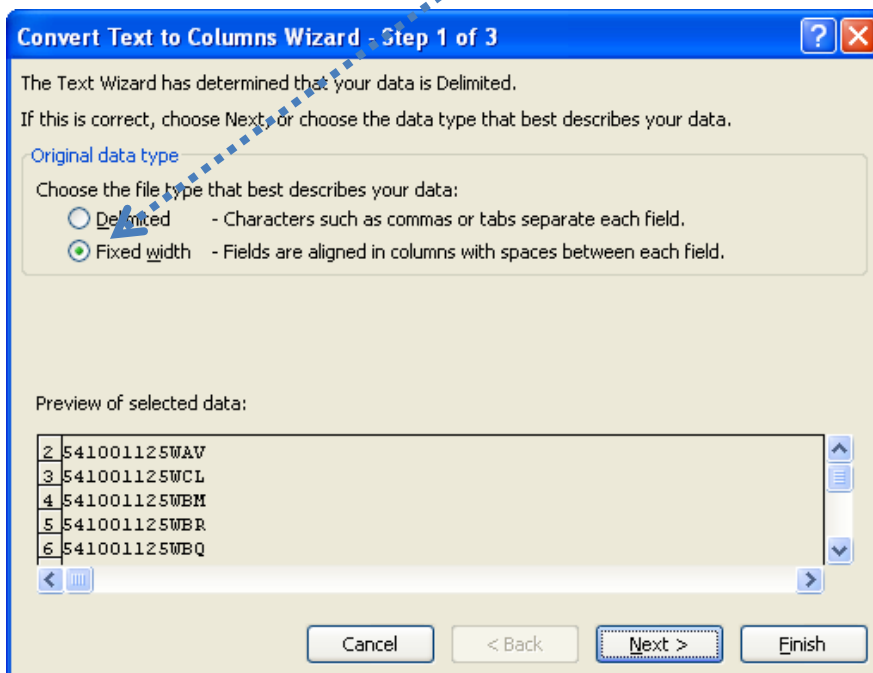 Convert Text to Columns Wizard - Step 1 of 3
The Text Wizard has determined that your data is Delimited.
If this is correct, choose Next, or choose the data type that best describes your data.
Original data type
Choose the file type that best describes your data:
Delimited - Characters such as commas or tabs separate each field.
Fixed width - Fields are aligned in columns with spaces between each field.
Preview of selected data:
2 541001125WAV
3 541001125WCL
4 541001125WBM
5 541001125WBR
6 541001125WBQ
Cancel < Back Next > Finish